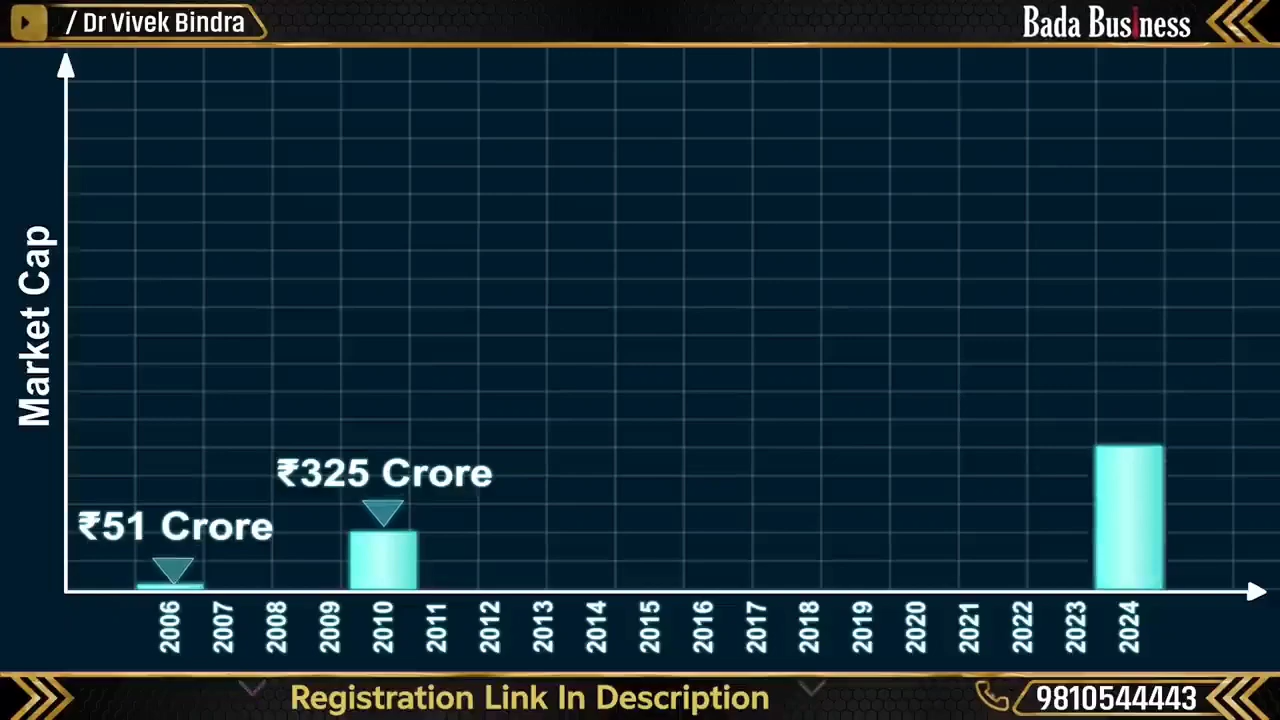 / Dr Vivek Bindra
Bada Business
Market Cap
₹325 Crore
₹51 Crore
2006 2007 2008 2009 2010 2011 2012 2013 2014 2015 2016 2017 2018 2019 2020 2021 2022 2023 2024
Registration Link In Description
9810544443